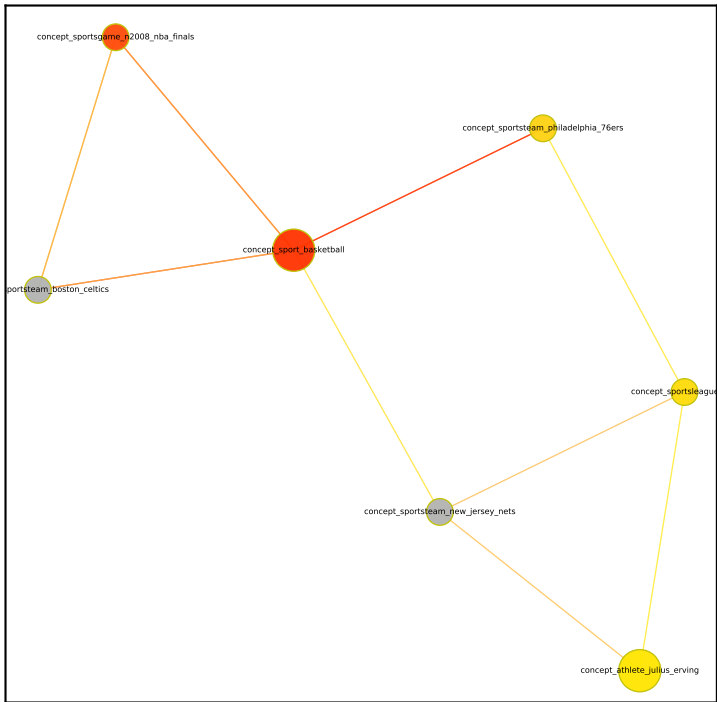 concept_sportsgame_n2008_nba_finals
concept_sportsteam_philadelphia_76ers
concept_sport_basketball
portsteam_boston_celtics
concept_sportsleague
concept_sportsteam_new_jersey_nets
concept_athlete_julius_erving